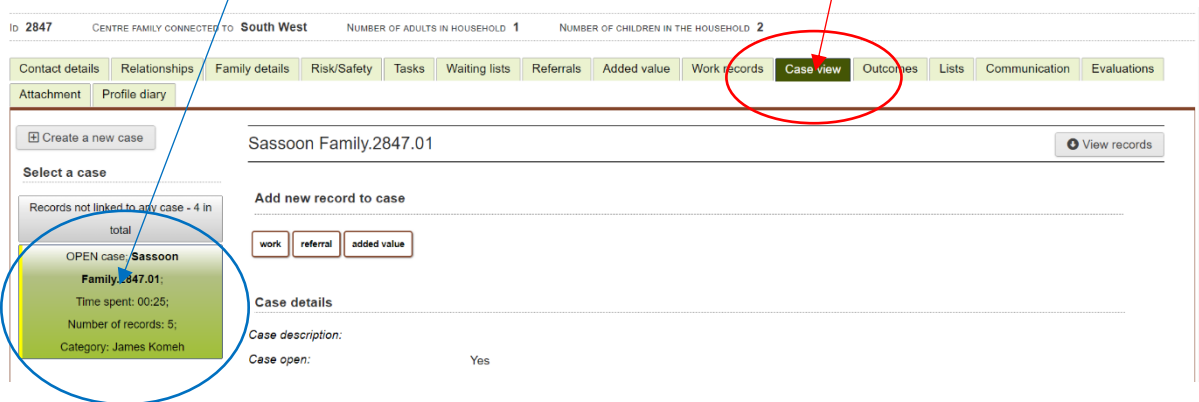 ID 2847 CENTRE FAMILY CONNECTED TO South West NUMBER OF ADULTS IN HOUSEHOLD 1 NUMBER OF CHILDREN IN THE HOUSEHOLD 2
Contact details Relationships Family details Risk/Safety Tasks Waiting lists Referrals Added value Work records Case view Outcomes Lists Communication Evaluations
Attachment Profile diary
Create a new case
Sassoon Family.2847.01
View records
Select a case
Records not linked to any case - 4 in
total
OPEN case: Sassoon
Family.2847.01;
Time spent: 00:25;
Number of records: 5;
Category: James Komeh
Add new record to case
work referral added value
Case details
Case description:
Case open: Yes